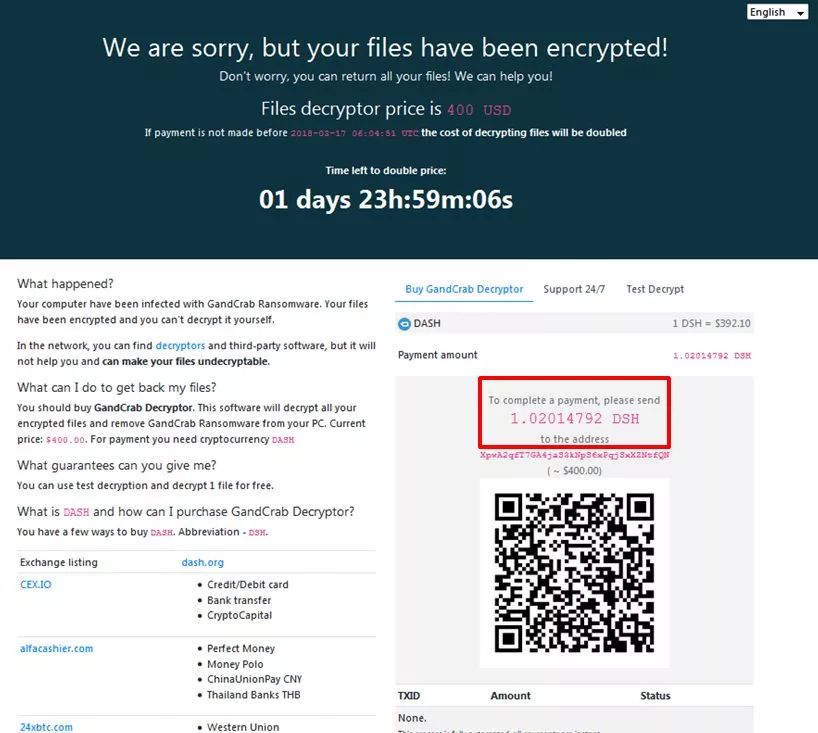 English
We are sorry, but your files have been encrypted!
Don't worry, you can return all your files! We can help you!
Files decryptor price is 400 USD
If payment is not made before 2018-03-17 06:04:51 UTC the cost of decrypting files will be doubled
Time left to double price:
01 days 23h:59m:06s
What happened?
Your computer have been infected with GandCrab Ransomware. Your files
have been encrypted and you can't decrypt it yourself.
In the network, you can find decryptors and third-party software, but it will
not help you and can make your files undecryptable.
What can I do to get back my files?
You should buy GandCrab Decryptor. This software will decrypt all your
encrypted files and remove GandCrab Ransomware from your PC. Current
price: $400.00. For payment you need cryptocurrency DASH
What guarantees can you give me?
You can use test decryption and decrypt 1 file for free.
What is DASH and how can I purchase GandCrab Decryptor?
You have a few ways to buy DASH. Abbreviation - DSH.
Exchange listing dash.org
CEX.IO
• Credit/Debit card
• Bank transfer
• CryptoCapital
alfacashier.com
• Perfect Money
• Money Polo
• ChinaUnionPay CNY
• Thailand Banks THB
24xbtc.com
• Western Union
Buy GandCrab Decryptor Support 24/7 Test Decrypt
DASH 1 DSH = $392.10
Payment amount 1.02014792 DSH
To complete a payment, please send
1.02014792 DSH
to the address
( ~ $400.00)
TXID Amount Status
None.